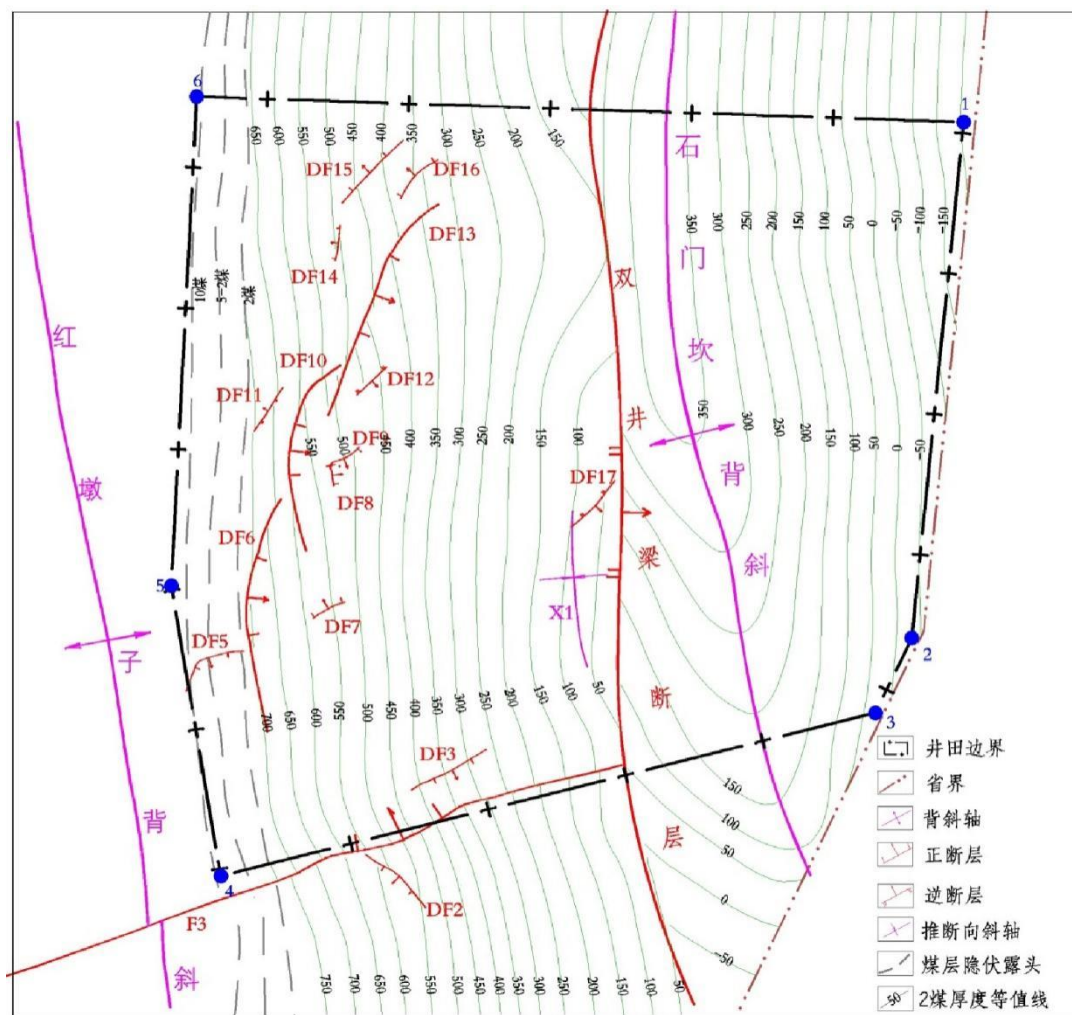 6
1
650 600 550 500 450 400 350 300 250 200 150
石
DF15
DF16
350 300 250 200 150 100 50 0 -50 -100 -150
DF13
门
DF14
双
10煤
5-2煤
2煤
红
坎
DF10
DF12
DF11
350 300 250 200 150 100 50 0 -50
井
DF9
550 500 450 400 350 300 250 200 150 100
背
DF17
墩
DF8
DF6
梁
斜
5
X1
DF7
DF5
子
2
断
700 650 600 550 500 450 400 350 300 250 200 150 100 50
3
DF3
井田边界
省界
150
背
100
背斜轴
层
50
正断层
4
0
逆断层
F3
DF2
推断向斜轴
斜
-50
煤层隐伏露头
750 700 650 600 550 500 450 400 350 300 250 200 150 100 50
50
2煤厚度等值线